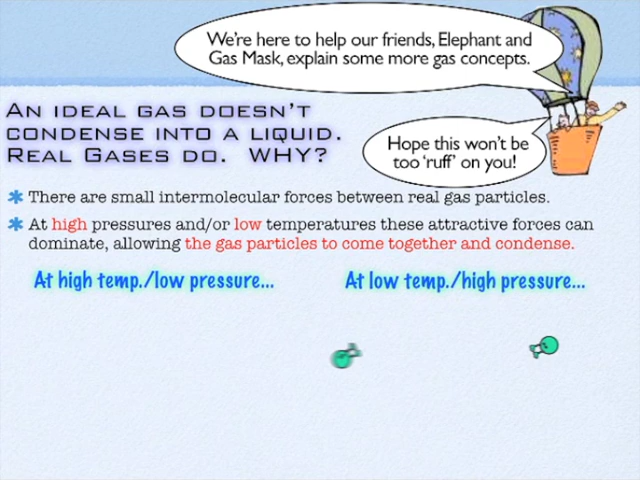 We're here to help our friends, Elephant and
Gas Mask, explain some more gas concepts.
An ideal gas doesn't
condense into a liquid.
Real Gases do. Why?
Hope this won't be
too 'ruff' on you!
There are small intermolecular forces between real gas particles.
At high pressures and/or low temperatures these attractive forces can
dominate, allowing the gas particles to come together and condense.
At high temp./low pressure...
At low temp./high pressure...